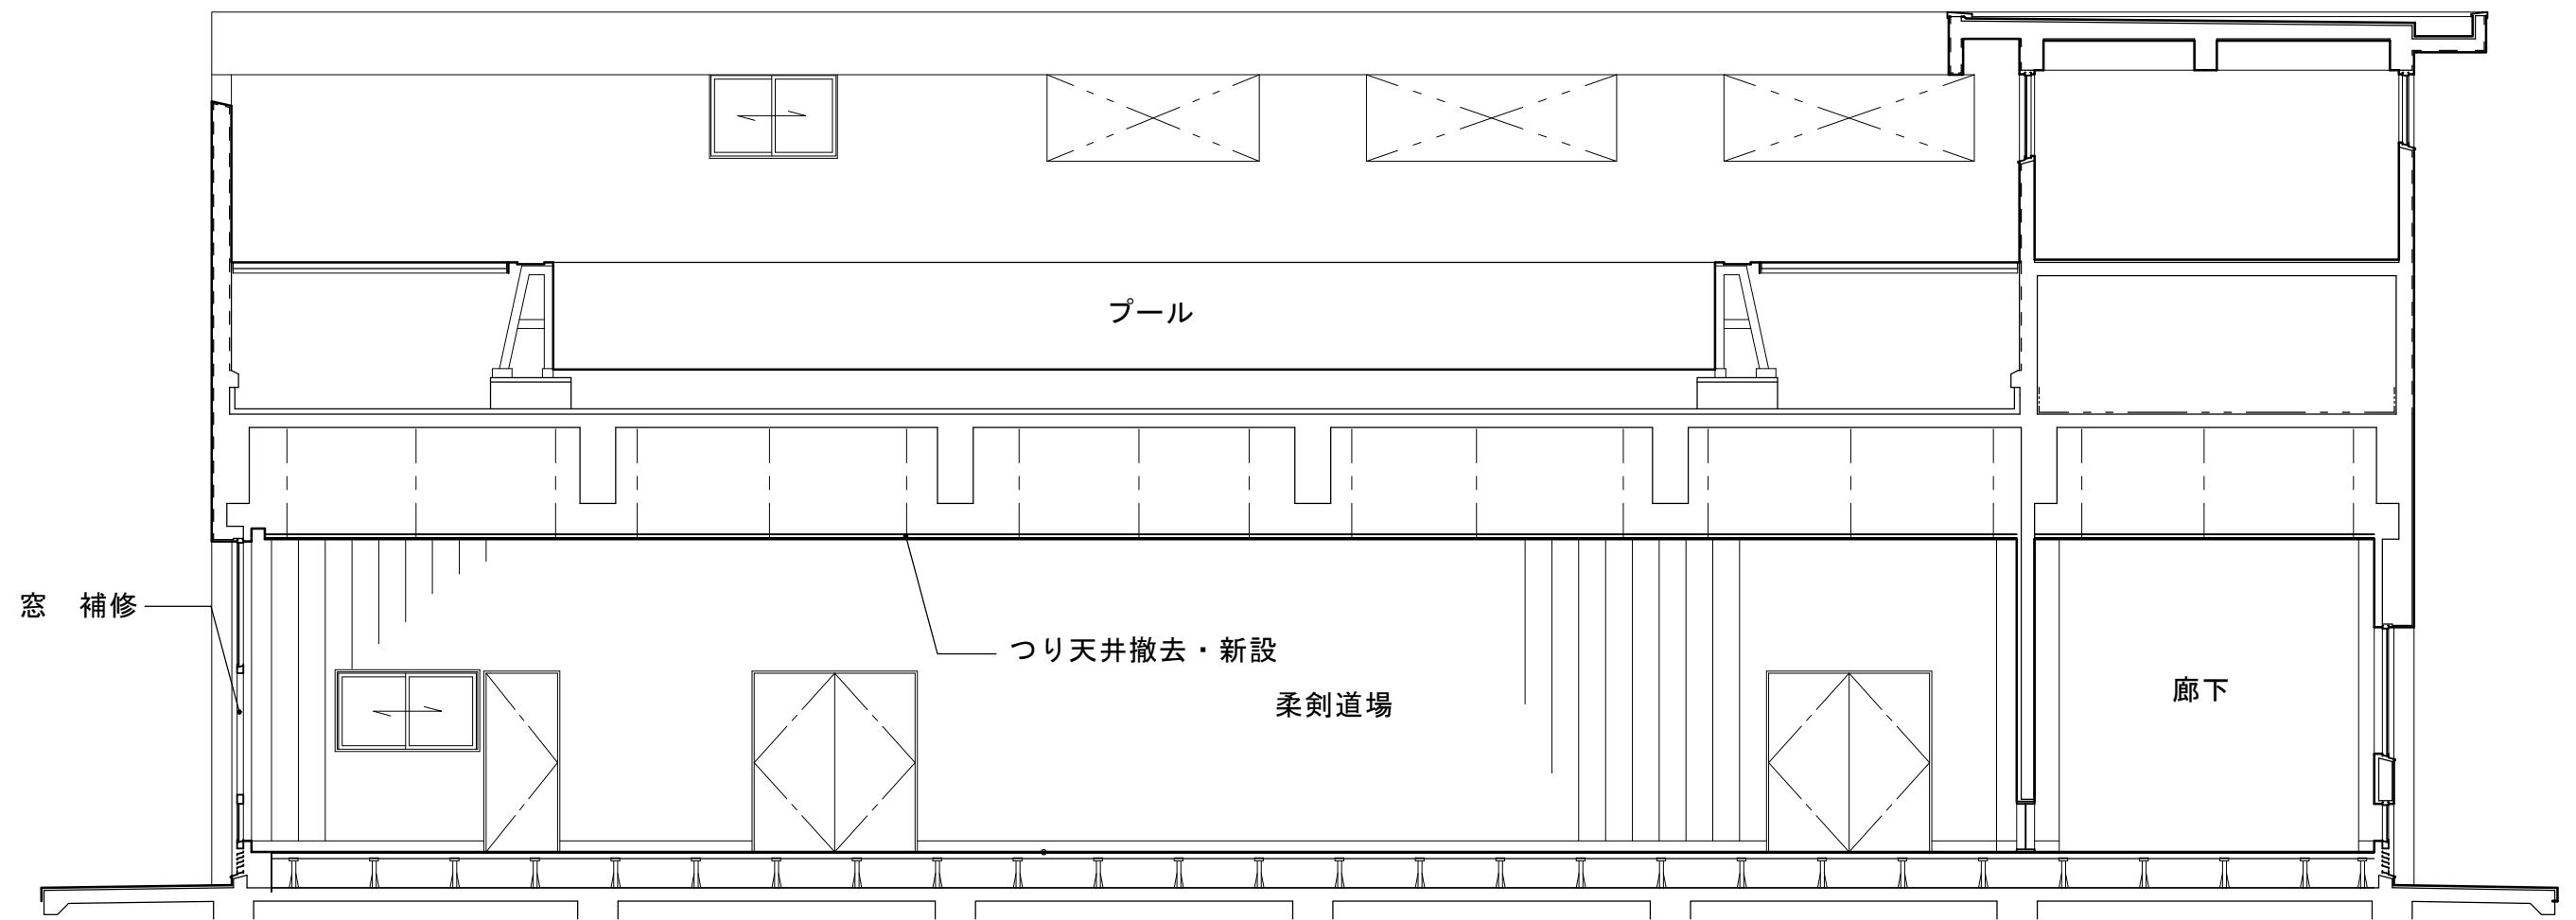 プール
窓　補修
つり天井撤去・新設
柔剣道場
廊下